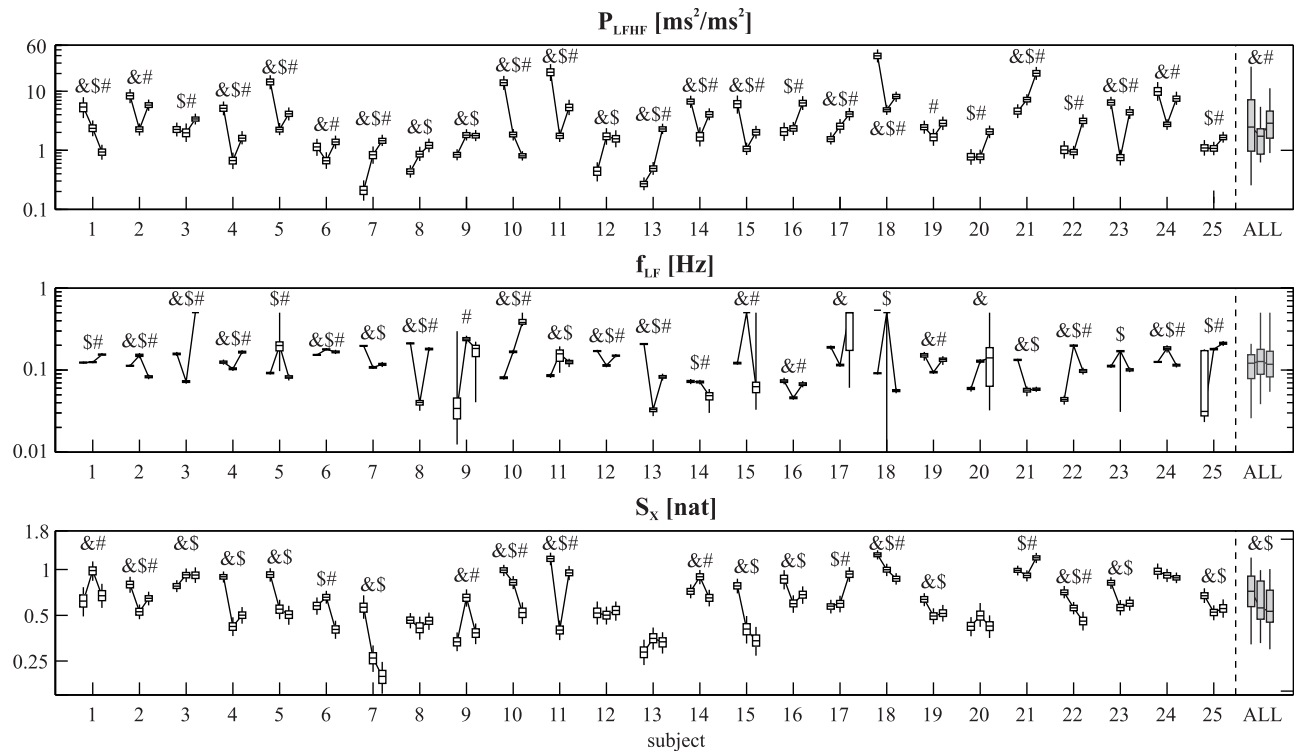 P_LFHF [ms²/ms²]
60
&$# &# $# &$# &$# &# &$# &$ &$ &$# &$# &$ &$# &$# &$# $# &$# &$# # $# &$# $# &$# &# $# &#
10
1
0.1
1 2 3 4 5 6 7 8 9 10 11 12 13 14 15 16 17 18 19 20 21 22 23 24 25 ALL
f_LF [Hz]
1
$# &$# &$# &$# $# $# &$ &$# # &$# &$ &$# &$# $# &# &# & $ &# & &$ &$# $ &$# $#
0.1
0.01
1 2 3 4 5 6 7 8 9 10 11 12 13 14 15 16 17 18 19 20 21 22 23 24 25 ALL
S_X [nat]
1.8
&# &$# &$ &$ &$ $# &$ &# &$# &$# &# &$ &$ $# &$# &$ $# &$# &$ &$ &$
1
0.5
0.25
1 2 3 4 5 6 7 8 9 10 11 12 13 14 15 16 17 18 19 20 21 22 23 24 25 ALL
subject